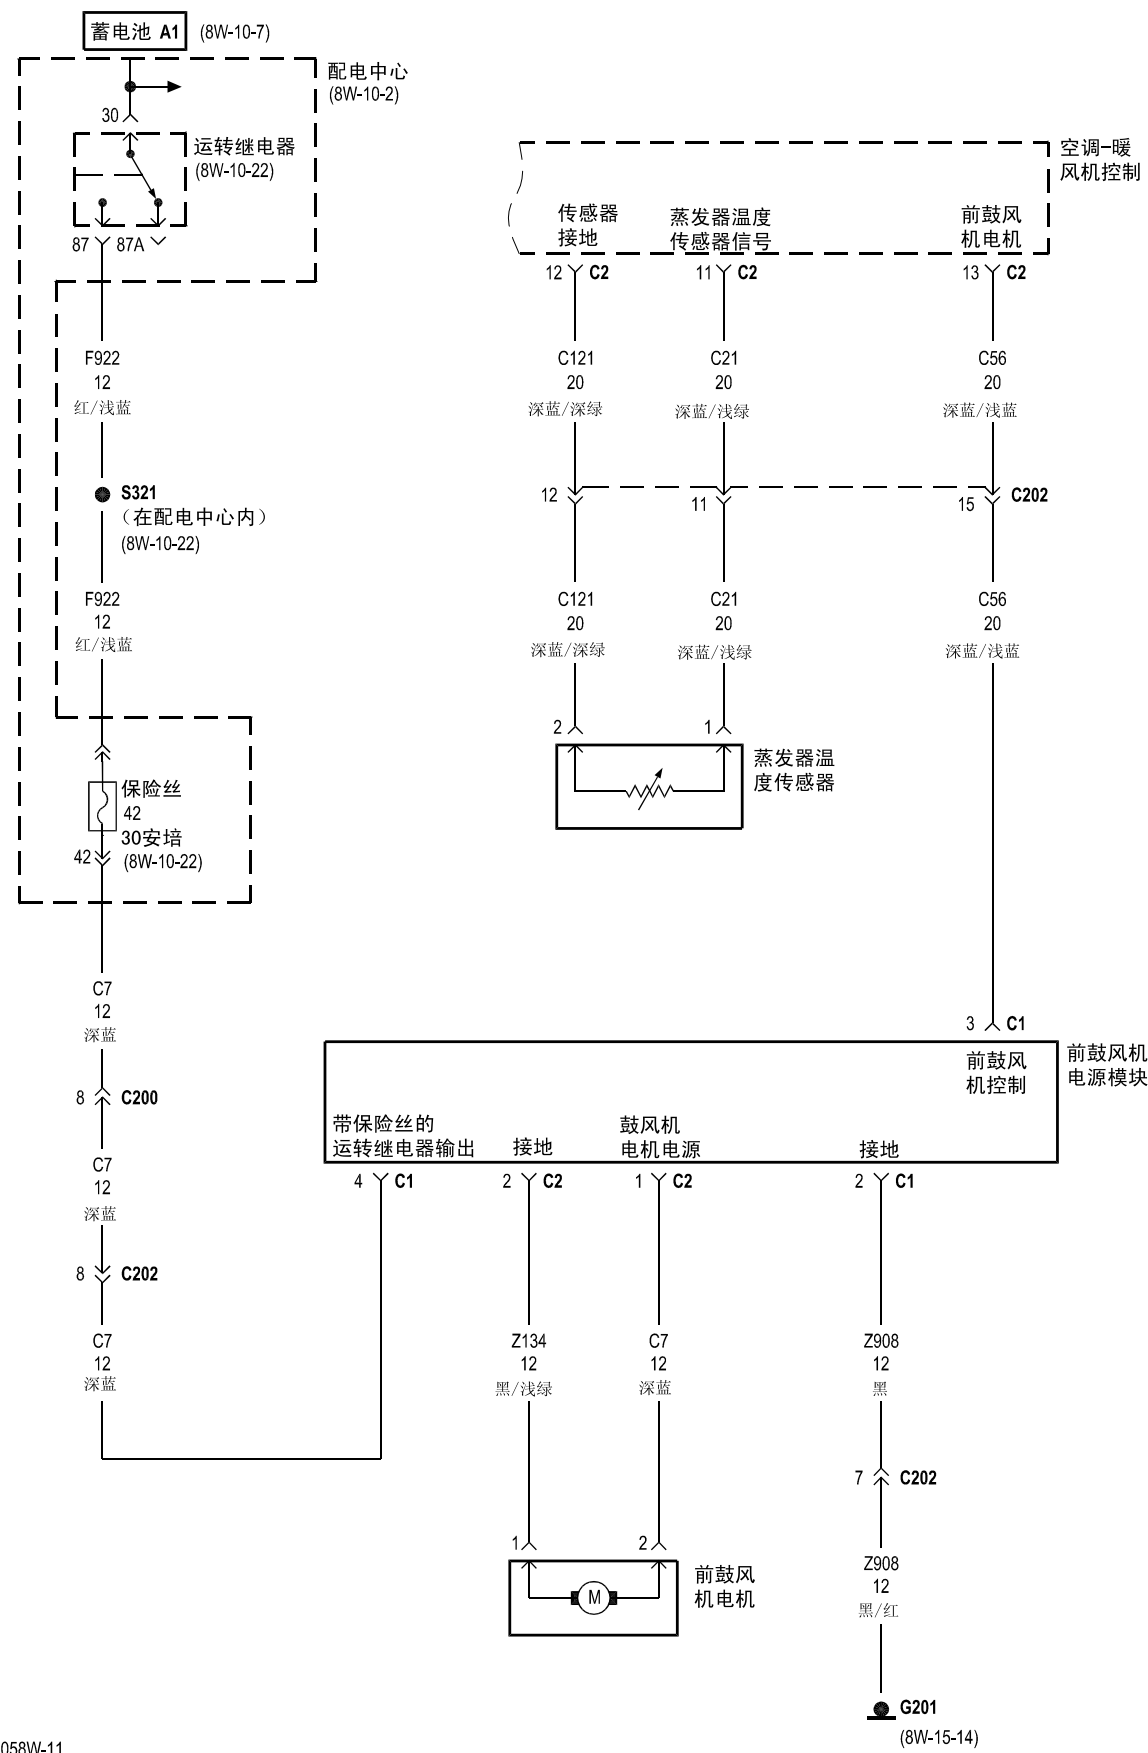 蓄电池 A1 (8W-10-7)
配电中心
(8W-10-2)
30
运转继电器
(8W-10-22)
87
87A
F922
12
红/浅蓝
S321
（在配电中心内）
(8W-10-22)
F922
12
红/浅蓝
保险丝
42
30安培
(8W-10-22)
42
C7
12
深蓝
8 C200
C7
12
深蓝
8 C202
C7
12
深蓝
空调-暖
风机控制
传感器
接地
蒸发器温度
传感器信号
前鼓风
机电机
12 C2
11 C2
13 C2
C121
20
深蓝/深绿
C21
20
深蓝/浅绿
C56
20
深蓝/浅蓝
12
11
15 C202
C121
20
深蓝/深绿
C21
20
深蓝/浅绿
C56
20
深蓝/浅蓝
2
1
蒸发器温
度传感器
3 C1
前鼓风机
电源模块
前鼓风
机控制
带保险丝的
运转继电器输出
接地
鼓风机
电机电源
接地
4 C1
2 C2
1 C2
2 C1
Z134
12
黑/浅绿
C7
12
深蓝
Z908
12
黑
7 C202
1
2
M
前鼓风
机电机
Z908
12
黑/红
G201
(8W-15-14)
058W-11